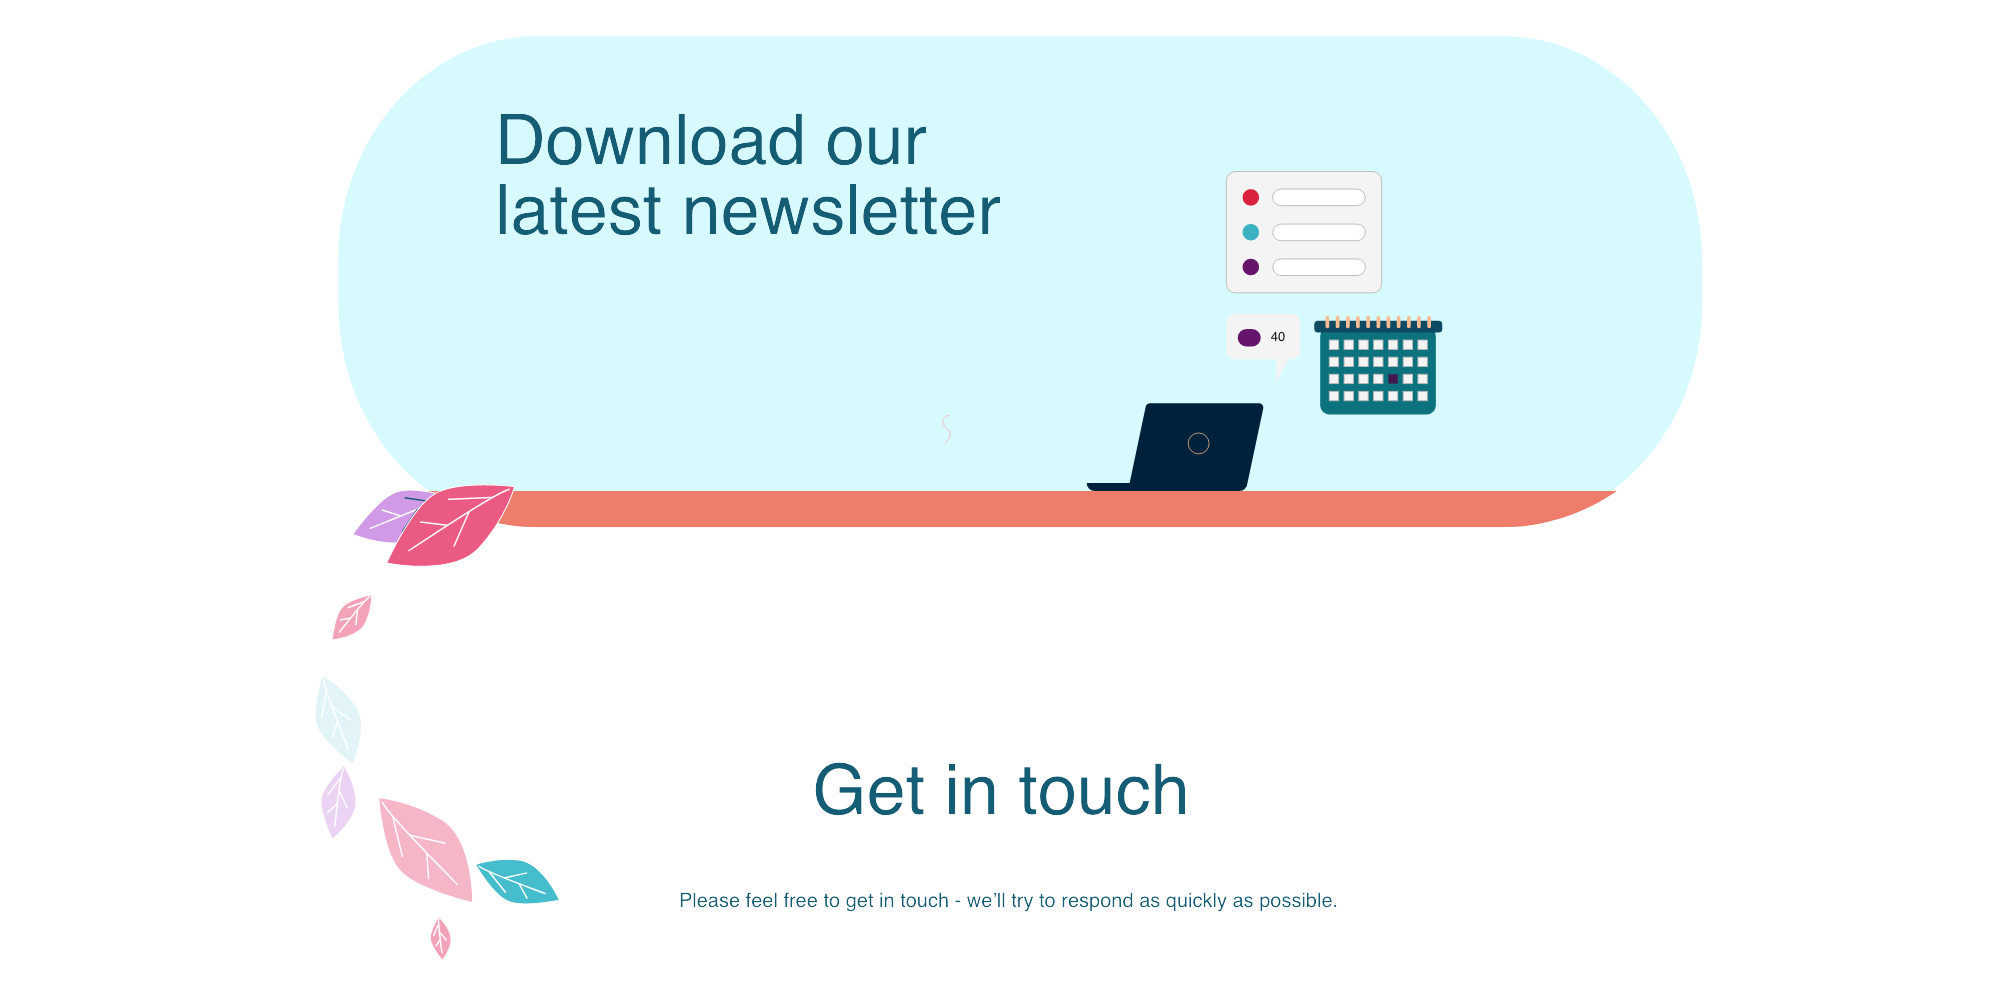 Download our
latest newsletter
40
Get in touch
Please feel free to get in touch - we’ll try to respond as quickly as possible.